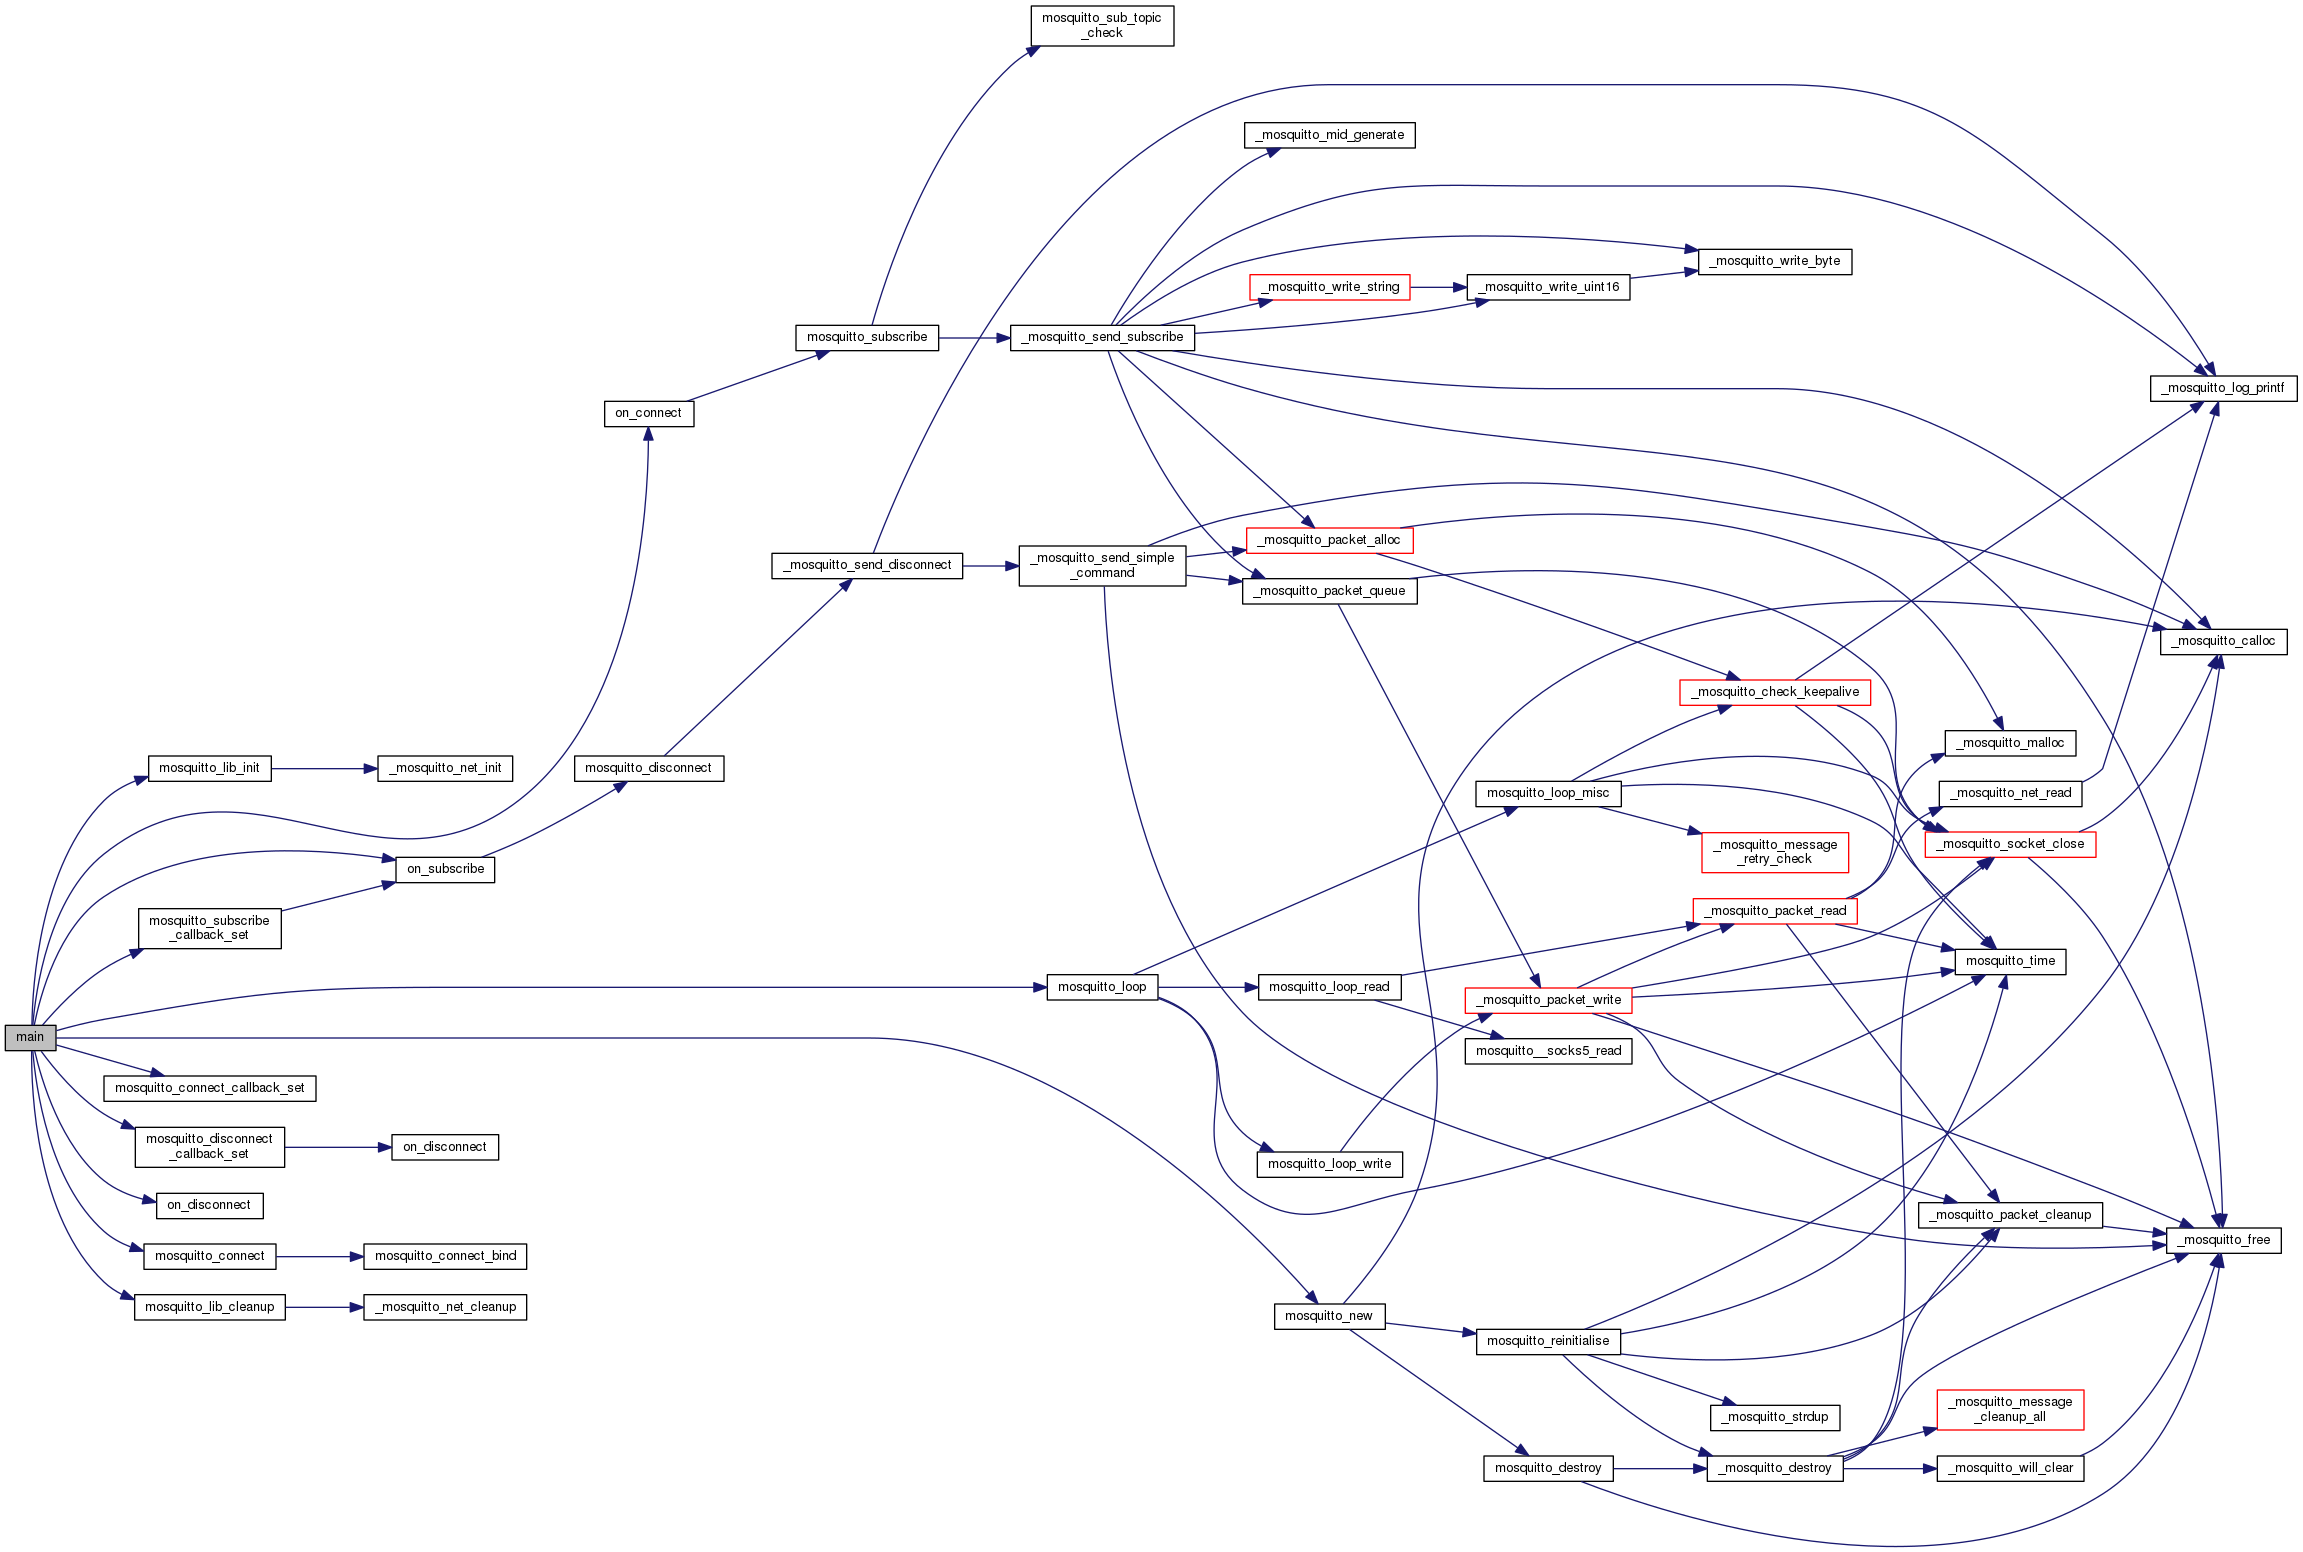 mosquitto_sub_topic
_check
_mosquitto_mid_generate
_mosquitto_write_byte
_mosquitto_write_string
_mosquitto_write_uint16
mosquitto_subscribe
_mosquitto_send_subscribe
_mosquitto_log_printf
on_connect
_mosquitto_packet_alloc
_mosquitto_send_disconnect
_mosquitto_send_simple
_command
_mosquitto_packet_queue
_mosquitto_calloc
_mosquitto_check_keepalive
_mosquitto_malloc
mosquitto_lib_init
_mosquitto_net_init
mosquitto_disconnect
mosquitto_loop_misc
_mosquitto_net_read
_mosquitto_socket_close
_mosquitto_message
_retry_check
on_subscribe
_mosquitto_packet_read
mosquitto_subscribe
_callback_set
mosquitto_time
mosquitto_loop
mosquitto_loop_read
_mosquitto_packet_write
main
mosquitto__socks5_read
mosquitto_connect_callback_set
mosquitto_disconnect
_callback_set
on_disconnect
mosquitto_loop_write
on_disconnect
_mosquitto_packet_cleanup
_mosquitto_free
mosquitto_connect
mosquitto_connect_bind
mosquitto_lib_cleanup
_mosquitto_net_cleanup
mosquitto_new
mosquitto_reinitialise
_mosquitto_strdup
_mosquitto_message
_cleanup_all
mosquitto_destroy
_mosquitto_destroy
_mosquitto_will_clear